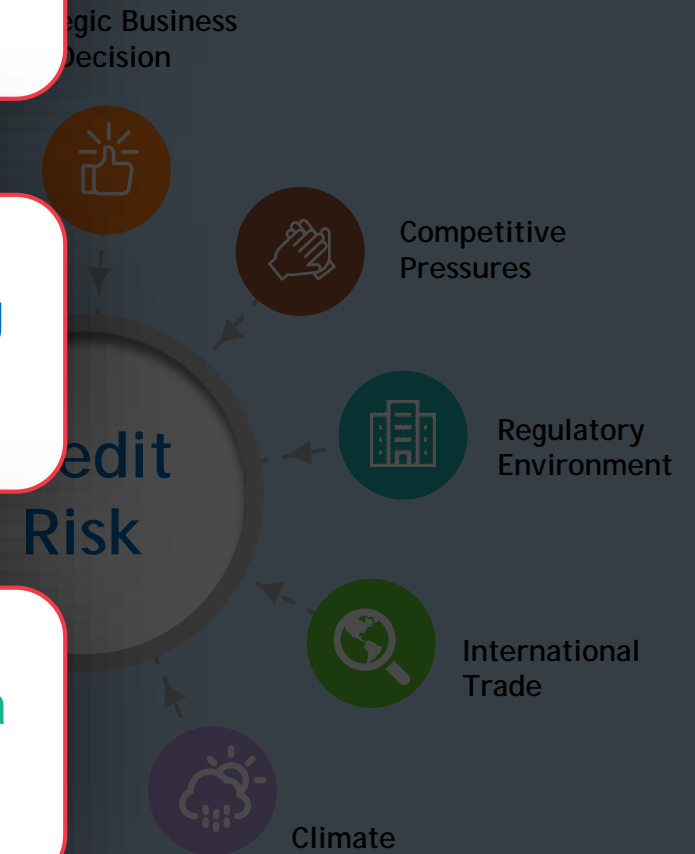 egic Business
Decision
Competitive
Pressures
edit
Risk
Regulatory
Environment
International
Trade
Climate